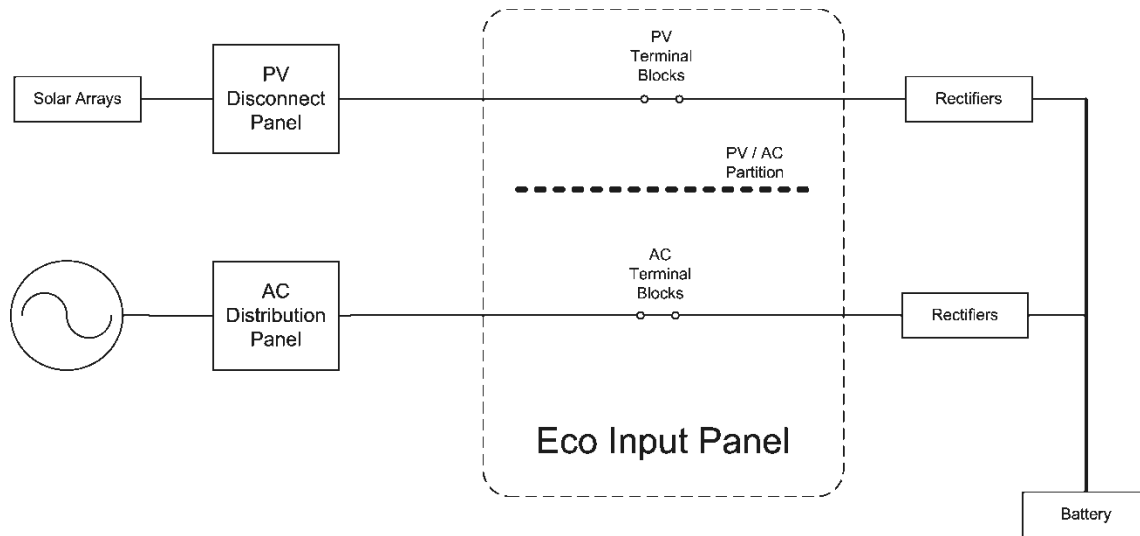 Solar Arrays
PV
Disconnect
Panel
PV
Terminal
Blocks
Rectifiers
PV / AC
Partition
AC
Distribution
Panel
AC
Terminal
Blocks
Rectifiers
Eco Input Panel
Battery